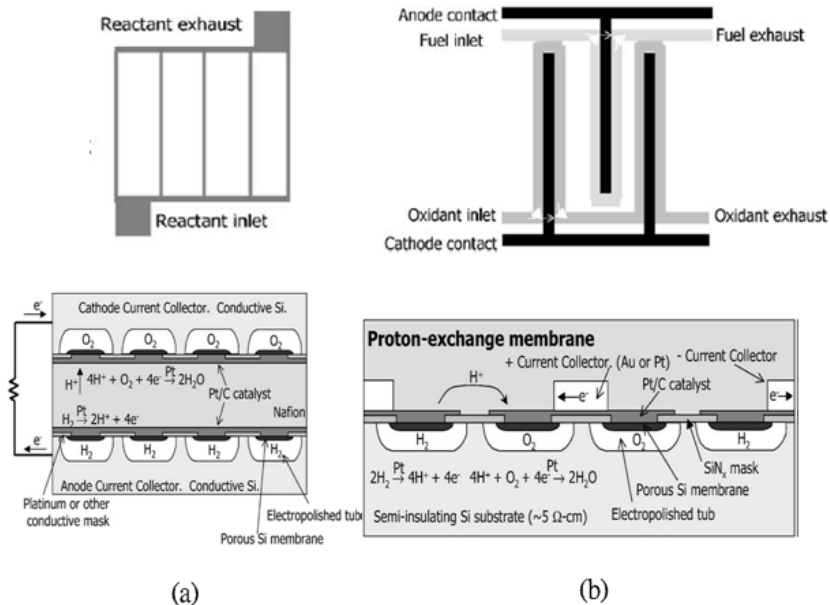 Reactant exhaust
Reactant inlet
Anode contact
Fuel inlet
Fuel exhaust
Oxidant inlet
Oxidant exhaust
Cathode contact
e-
Cathode Current Collector. Conductive Si.
O2 O2 O2 O2
H+ 4H+ + O2 + 4e- Pt→ 2H2O
Pt/C catalyst
H2 Pt→ 2H+ + 4e-
Nafion
e-
H2 H2 H2 H2
Anode Current Collector. Conductive Si.
Platinum or other
conductive mask
Electropolished tub
Porous Si membrane
(a)
Proton-exchange membrane
+ Current Collector. (Au or Pt)
- Current Collector
H+
Pt/C catalyst
e- e-
H2 O2 O2 H2
SiNx mask
2H2 Pt→ 4H+ + 4e- 4H+ + O2 + 4e- Pt→ 2H2O
Porous Si membrane
Electropolished tub
Semi-insulating Si substrate (~5 Ω-cm)
(b)